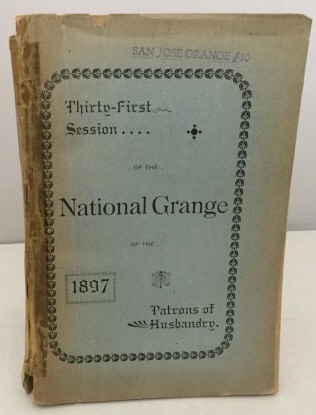 SAN JOSE GRANGE #10
Thirty-First
Session....
...OF THE...
National Grange
OF THE...
1897
Patrons of
Husbandry.